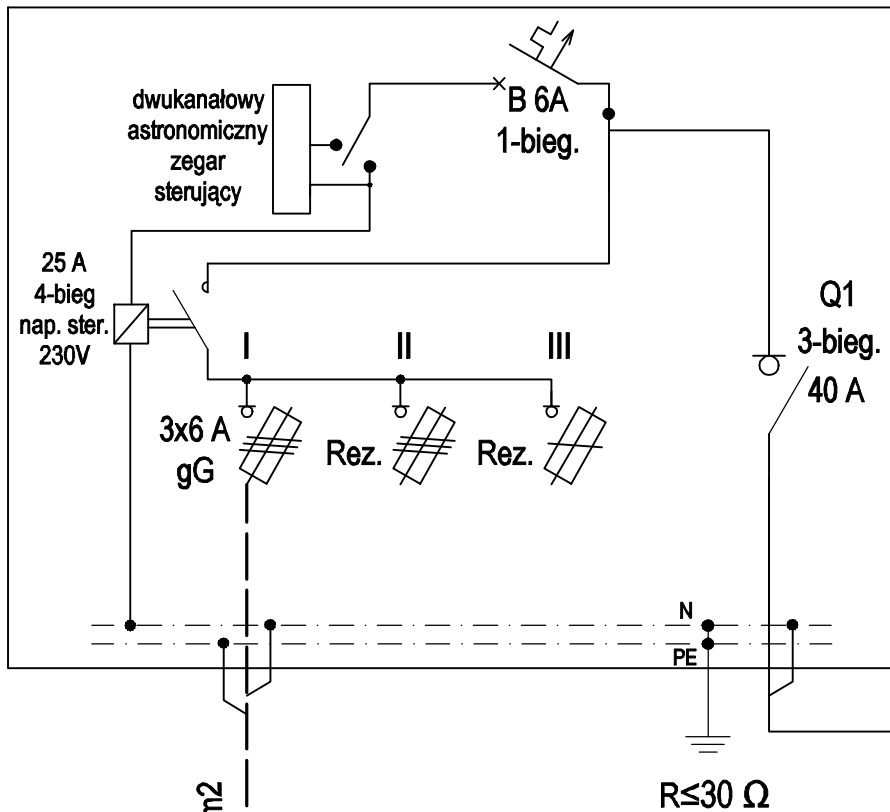 dwukanałowy
astronomiczny
zegar
sterujący
B 6A
1-bieg.
25 A
4-bieg
nap. ster.
230V
Q1
3-bieg.
40 A
I
II
III
3x6 A
gG
Rez.
Rez.
N
PE
m2
R≤30 Ω